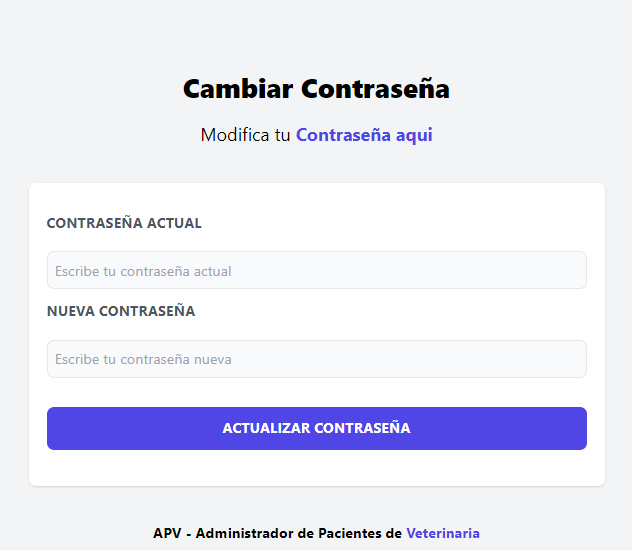 Cambiar Contraseña
Modifica tu Contraseña aqui
CONTRASEÑA ACTUAL
Escribe tu contraseña actual
NUEVA CONTRASEÑA
Escribe tu contraseña nueva
ACTUALIZAR CONTRASEÑA
APV - Administrador de Pacientes de Veterinaria